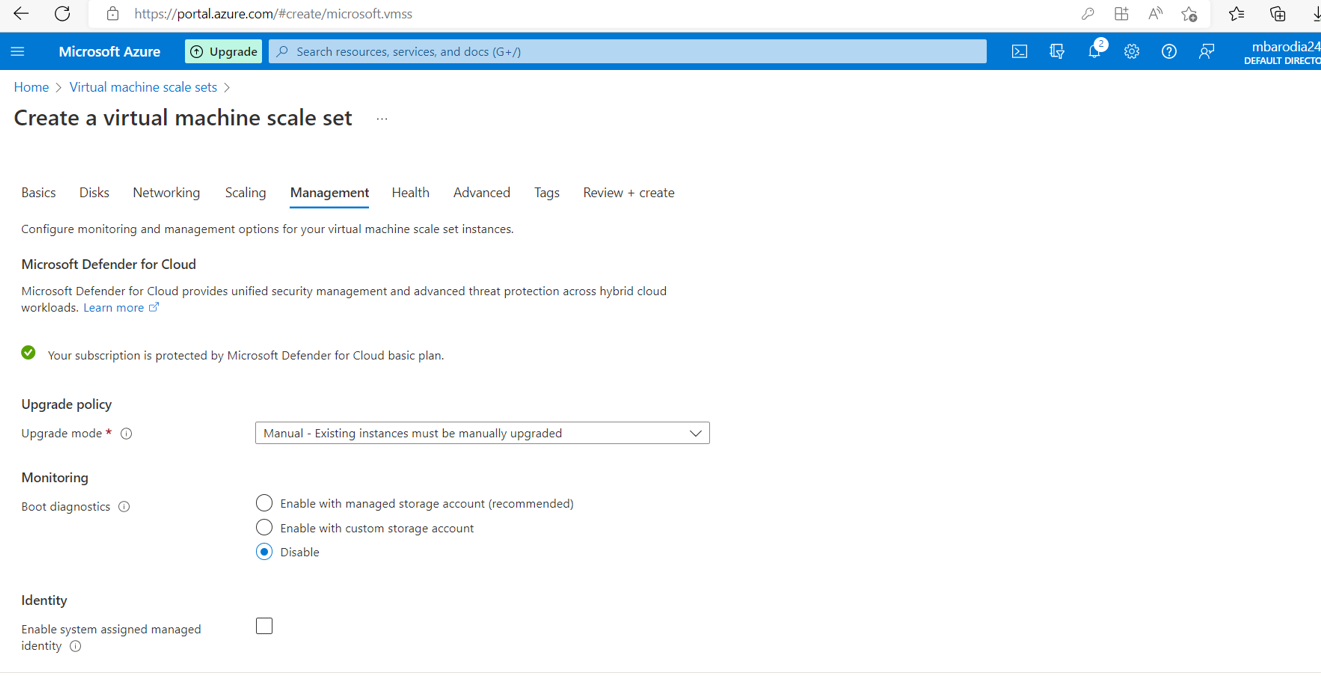 https://portal.azure.com/#create/microsoft.vmss
Microsoft Azure
Upgrade
Search resources, services, and docs (G+/)
2
mbarodia24
DEFAULT DIRECTO
Home > Virtual machine scale sets >
Create a virtual machine scale set ...
Basics Disks Networking Scaling Management Health Advanced Tags Review + create
Configure monitoring and management options for your virtual machine scale set instances.
Microsoft Defender for Cloud
Microsoft Defender for Cloud provides unified security management and advanced threat protection across hybrid cloud
workloads. Learn more
Your subscription is protected by Microsoft Defender for Cloud basic plan.
Upgrade policy
Upgrade mode *
Manual - Existing instances must be manually upgraded
Monitoring
Boot diagnostics
Enable with managed storage account (recommended)
Enable with custom storage account
Disable
Identity
Enable system assigned managed
identity